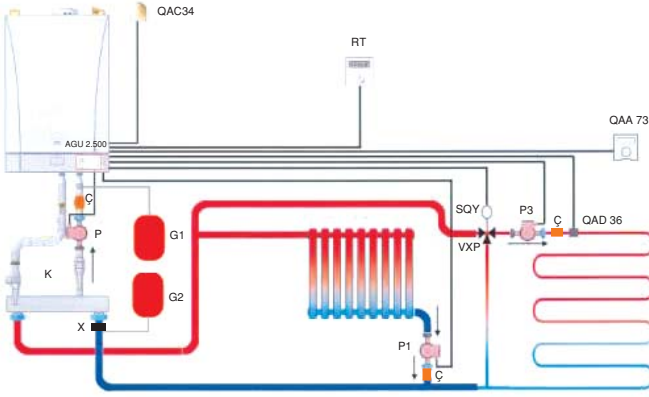 QAC34
RT
QAA 73
AGU 2.500
Ç
P
G1
K
G2
X
SQY
VXP
P3
Ç
QAD 36
P1
Ç